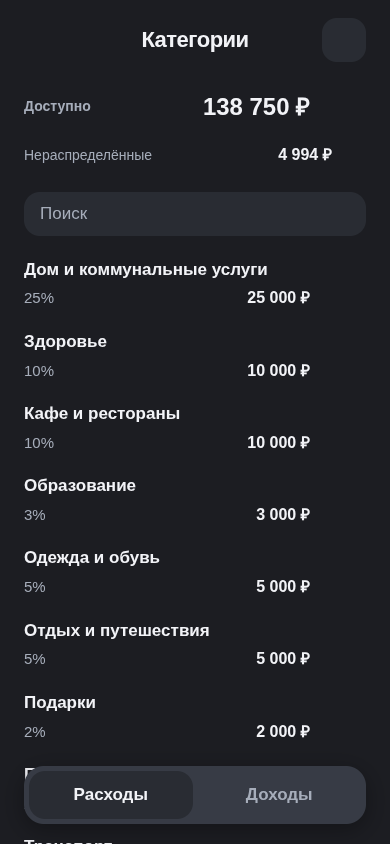 Категории
Доступно 138 750 ₽
Нераспределённые 4 994 ₽
Поиск
Дом и коммунальные услуги
25% 25 000 ₽
Здоровье
10% 10 000 ₽
Кафе и рестораны
10% 10 000 ₽
Образование
3% 3 000 ₽
Одежда и обувь
5% 5 000 ₽
Отдых и путешествия
5% 5 000 ₽
Подарки
2% 2 000 ₽
Расходы Доходы
Транспорт